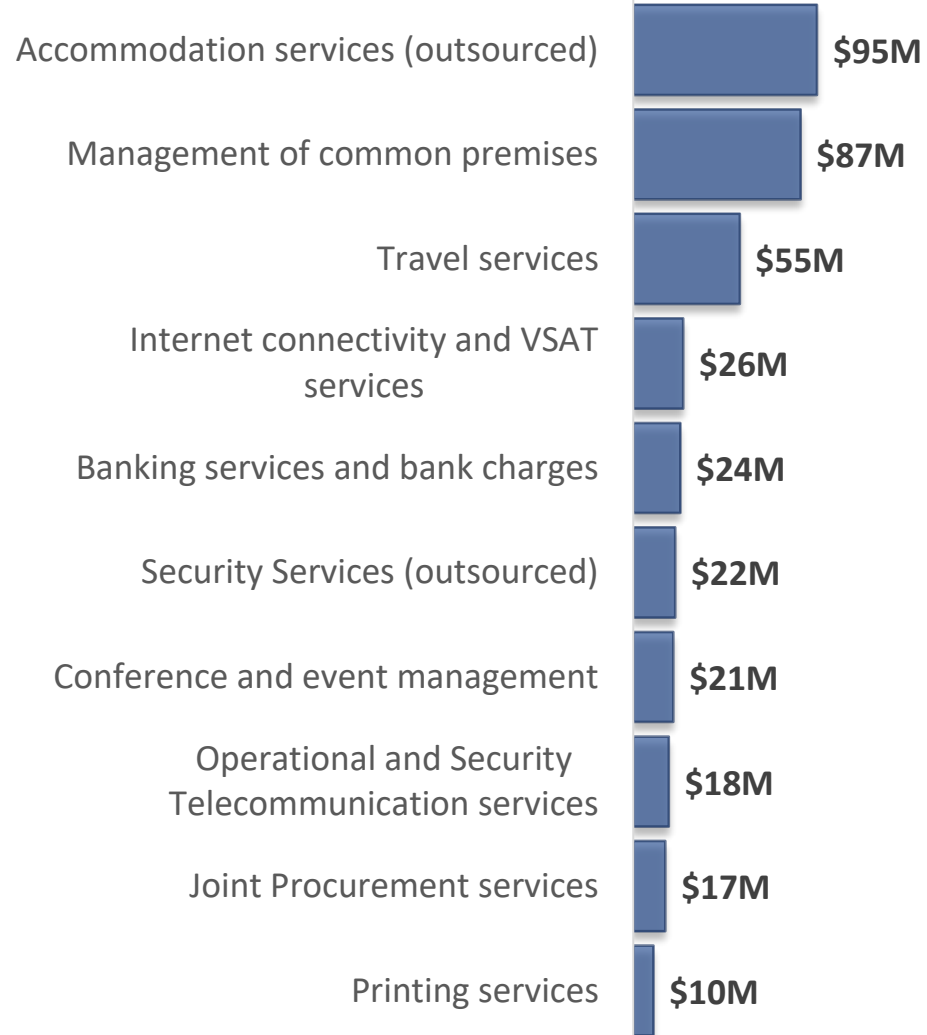 Accommodation services (outsourced) $95M
Management of common premises $87M
Travel services $55M
Internet connectivity and VSAT
services $26M
Banking services and bank charges $24M
Security Services (outsourced) $22M
Conference and event management $21M
Operational and Security
Telecommunication services $18M
Joint Procurement services $17M
Printing services $10M